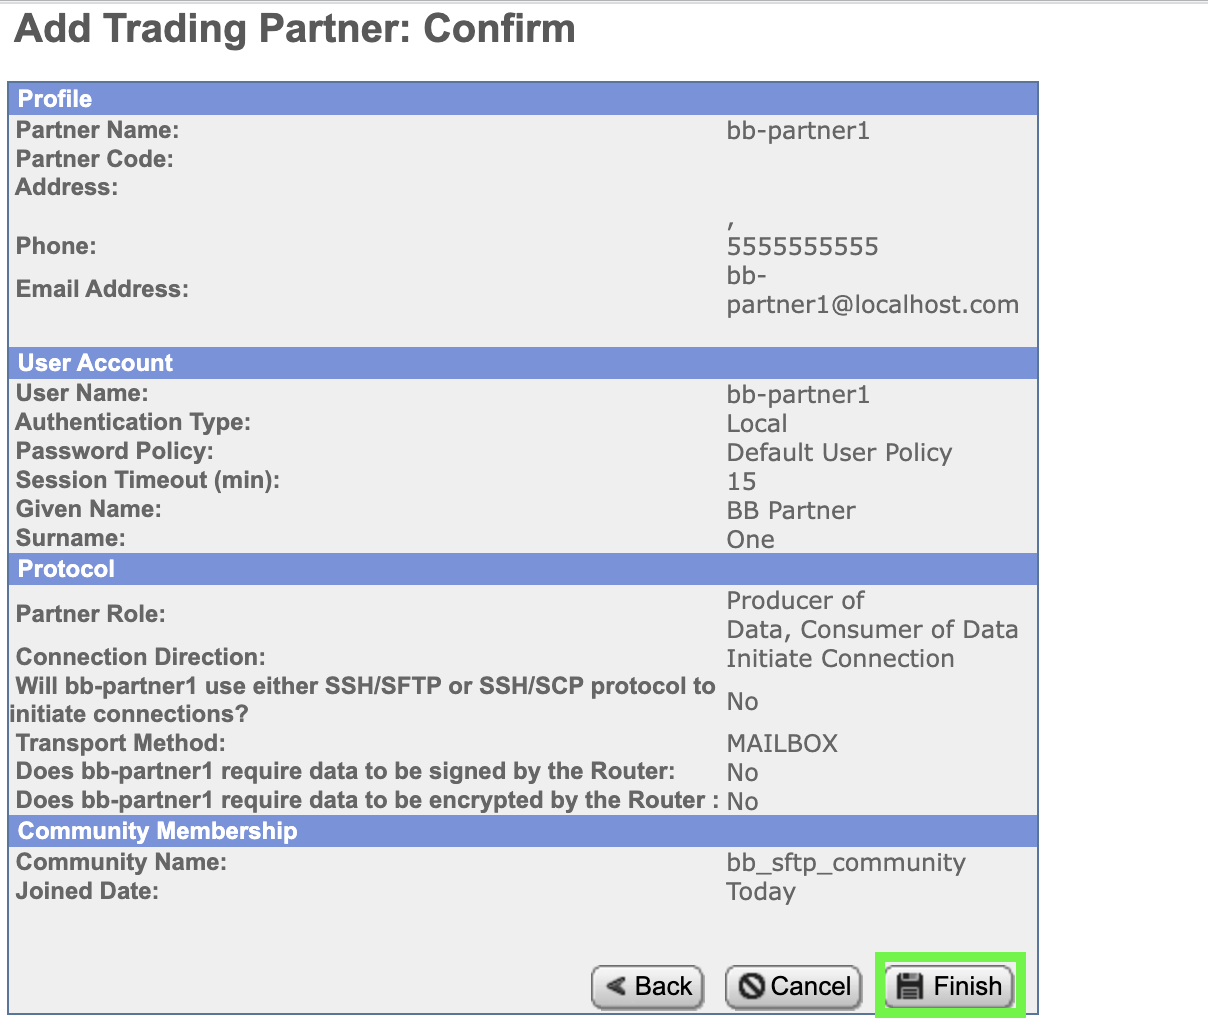 Add Trading Partner: Confirm
Profile
Partner Name: bb-partner1
Partner Code:
Address:
,
Phone: 5555555555
Email Address: bb-
partner1@localhost.com
User Account
User Name: bb-partner1
Authentication Type: Local
Password Policy: Default User Policy
Session Timeout (min): 15
Given Name: BB Partner
Surname: One
Protocol
Partner Role: Producer of
Data, Consumer of Data
Connection Direction: Initiate Connection
Will bb-partner1 use either SSH/SFTP or SSH/SCP protocol to
initiate connections? No
Transport Method: MAILBOX
Does bb-partner1 require data to be signed by the Router: No
Does bb-partner1 require data to be encrypted by the Router : No
Community Membership
Community Name: bb_sftp_community
Joined Date: Today
Back Cancel Finish